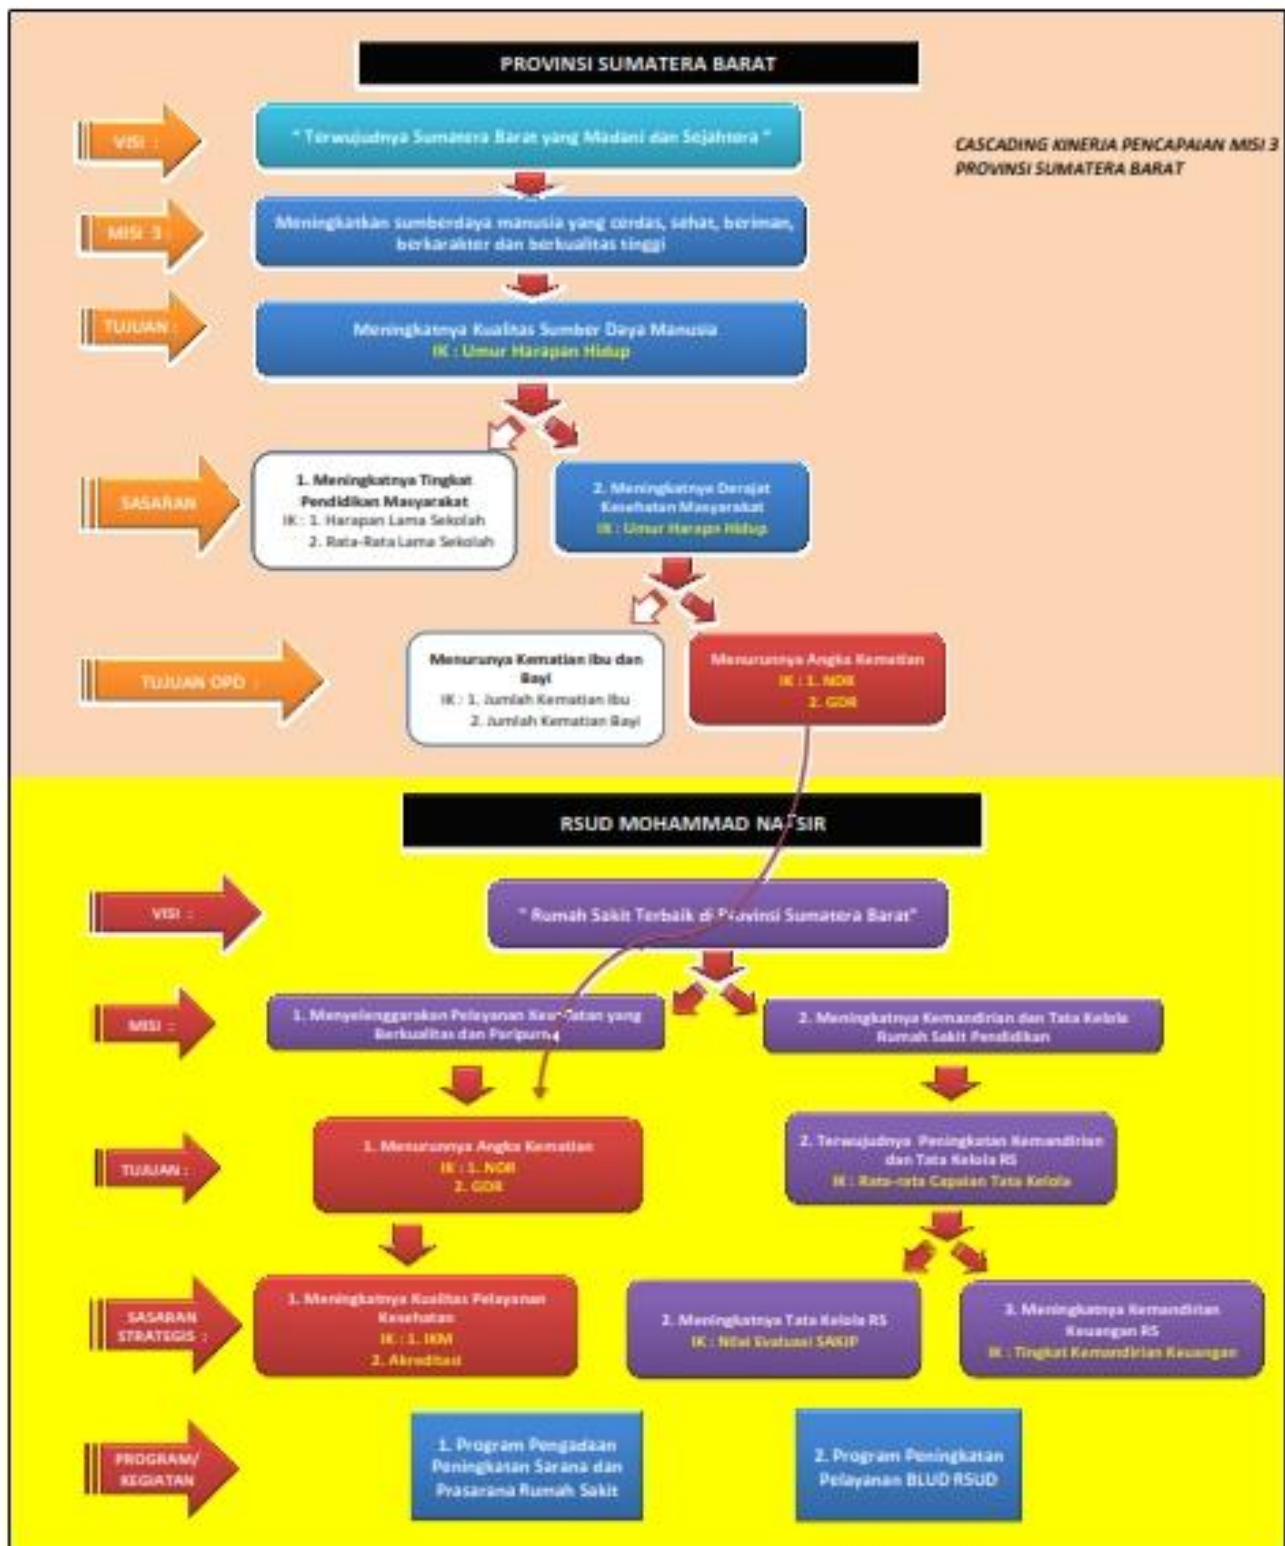 PROVINSI SUMATERA BARAT
VISI :
" Terwujudnya Sumatera Barat yang Madani dan Sejahtera "
CASCADING KINERJA PENCAPAIAN MISI 3
PROVINSI SUMATERA BARAT
MISI 3
Meningkatkan sumberdaya manusia yang cerdas, sehat, beriman,
berkarakter dan berkualitas tinggi
TUJUAN :
Meningkatnya Kualitas Sumber Daya Manusia
IK : Umur Harapan Hidup
SASARAN
1. Meningkatnya Tingkat
Pendidikan Masyarakat
IK : 1. Harapan Lama Sekolah
2. Rata-Rata Lama Sekolah
2. Meningkatnya Derajat
Kesehatan Masyarakat
IK : Umur Harapn Hidup
TUJUAN OPD :
Menurunya Kematian Ibu dan
Bayi
IK : 1. Jumlah Kematian Ibu
2. Jumlah Kematian Bayi
Menurunnya Angka Kematian
IK : 1. NDR
2. GDR
RSUD MOHAMMAD NATSIR
VISI :
" Rumah Sakit Terbaik di Provinsi Sumatera Barat"
MISI :
1. Menyelenggarakan Pelayanan Kesehatan yang
Berkualitas dan Paripurna
2. Meningkatnya Kemandirian dan Tata Kelola
Rumah Sakit Pendidikan
TUJUAN :
1. Menurunnya Angka Kematian
IK : 1. NDR
2. GDR
2. Terwujudnya Peningkatan Kemandirian
dan Tata Kelola RS
IK : Rata-rata Capaian Tata Kelola
SASARAN
STRATEGIS :
1. Meningkatnya Kualitas Pelayanan
Kesehatan
IK : 1. IKM
2. Akreditasi
2. Meningkatnya Tata Kelola RS
IK : Nilai Evaluasi SAKIP
3. Meningkatnya Kemandirian
Keuangan RS
IK : Tingkat Kemandirian Keuangan
PROGRAM/
KEGIATAN
1. Program Pengadaan
Peningkatan Sarana dan
Prasarana Rumah Sakit
2. Program Peningkatan
Pelayanan BLUD RSUD